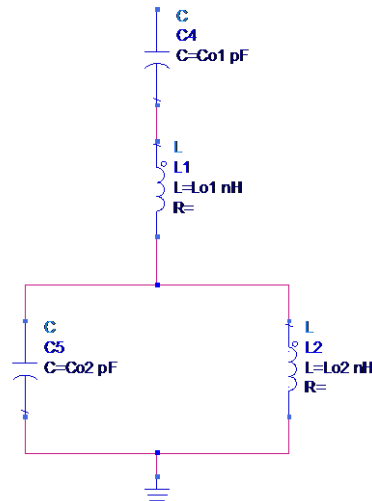 C
C4
C=Co1 pF
L
L1
L=Lo1 nH
R=
C
C5
C=Co2 pF
L
L2
L=Lo2 nH
R=